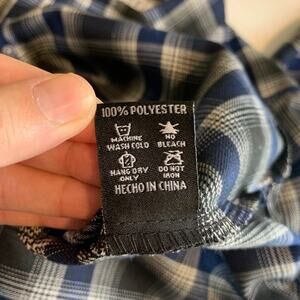 100% POLYESTER
MACHINE
WASH COLD
NO
BLEACH
HANG DRY
ONLY
DO NOT
IRON
HECHO IN CHINA